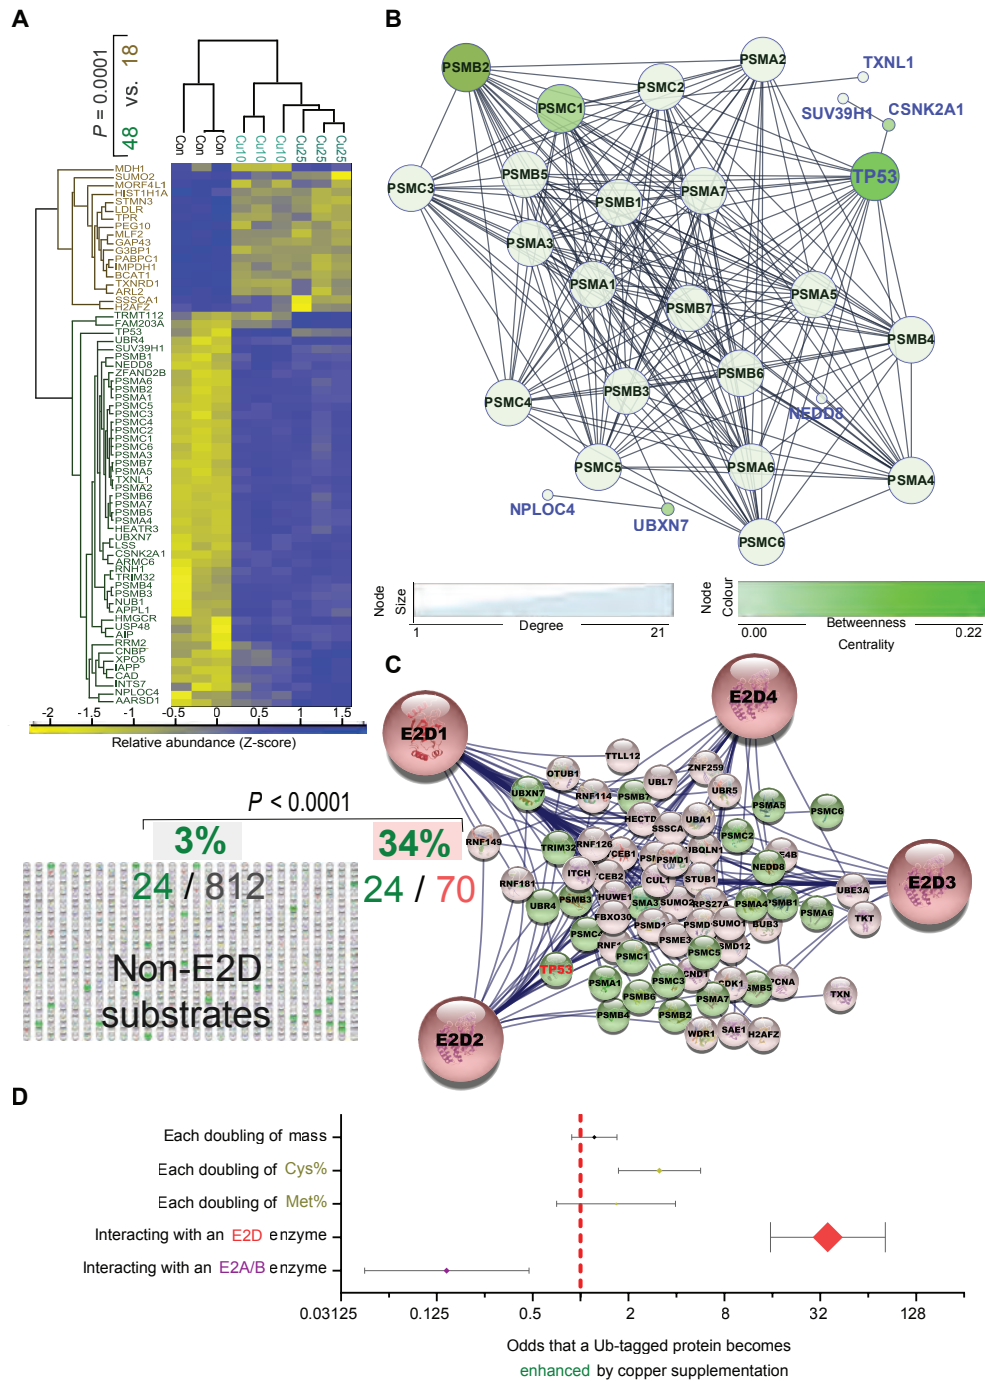 A
P = 0.0001
48 vs. 18
Con
Con
Con
Cu10
Cu10
Cu10
Cu25
Cu25
Cu25
MDH1
SUMO2
MORF4L1
HIST1H1A
STMN3
LDLR
TPR
PEG10
MLF2
GAP43
G3BP1
PABPC1
IMPDH1
BCAT1
TXNRD1
ARL2
SSSCA1
H2AFZ
TRMT112
FAM203A
TP53
UBR4
SUV39H1
PSMB1
NEDD8
ZFAND2B
PSMA6
PSMB2
PSMA1
PSMC5
PSMC3
PSMC4
PSMC2
PSMC1
PSMC6
PSMA3
PSMB7
PSMA5
TXNL1
PSMA2
PSMB6
PSMA7
PSMB5
PSMA4
HEATR3
UBXN7
LSS
CSNK2A1
ARMC6
RNH1
TRIM32
PSMB4
PSMB3
NUB1
APPL1
HMGCR
USP48
AIP
RRM2
CNBP
XPO5
IAPP
CAD
INTS7
NPLOC4
AARSD1
-2 -1.5 -1 -0.5 0 0.5 1 1.5
Relative abundance (Z-score)
B
PSMB2
PSMA2
TXNL1
PSMC2
PSMC1
SUV39H1
CSNK2A1
PSMC3
PSMB5
PSMB1
PSMA7
TP53
PSMA3
PSMA1
PSMB7
PSMA5
PSMB4
PSMB6
PSMB3
PSMC4
NEDD8
PSMC5
PSMA6
PSMA4
NPLOC4
UBXN7
PSMC6
Node
Size
1 Degree 21
Node
Colour
0.00 Betweenness 0.22
Centrality
C
E2D1
E2D4
E2D3
E2D2
TTLL12
OTUB1
ZNF259
UBL7
UBXN7
RNF114
PSMB7
UBR5
PSMA5
PSMC6
HECTD
SSSCA
UBA1
PSMC2
RNF149
TRIM32
RNF126
CEB1
PSMD1
UBQLN1
E4B
NEDD8
ITCH
CEB2
CUL1
STUB1
RNF181
UBE3A
UBR4
PSMB3
HUWE1
SMA3
SUMO2
RPS27A
PSMA4
PSMB1
PSMA6
TKT
FBXO30
PSMD1
PSMD
SUMO1
BUB3
PSMC4
RNF1
PSME3
SMD12
PSMC1
PSMC5
TP53
PSMA1
PSMC3
CND1
CDK1
SMB5
PCNA
TXN
PSMB6
PSMA7
PSMB4
PSMB2
WDR1
SAE1
H2AFZ
P < 0.0001
3%
34%
24 / 812
24 / 70
Non-E2D
substrates
D
Each doubling of mass
Each doubling of Cys%
Each doubling of Met%
Interacting with an E2D enzyme
Interacting with an E2A/B enzyme
0.03125 0.125 0.5 2 8 32 128
Odds that a Ub-tagged protein becomes
enhanced by copper supplementation